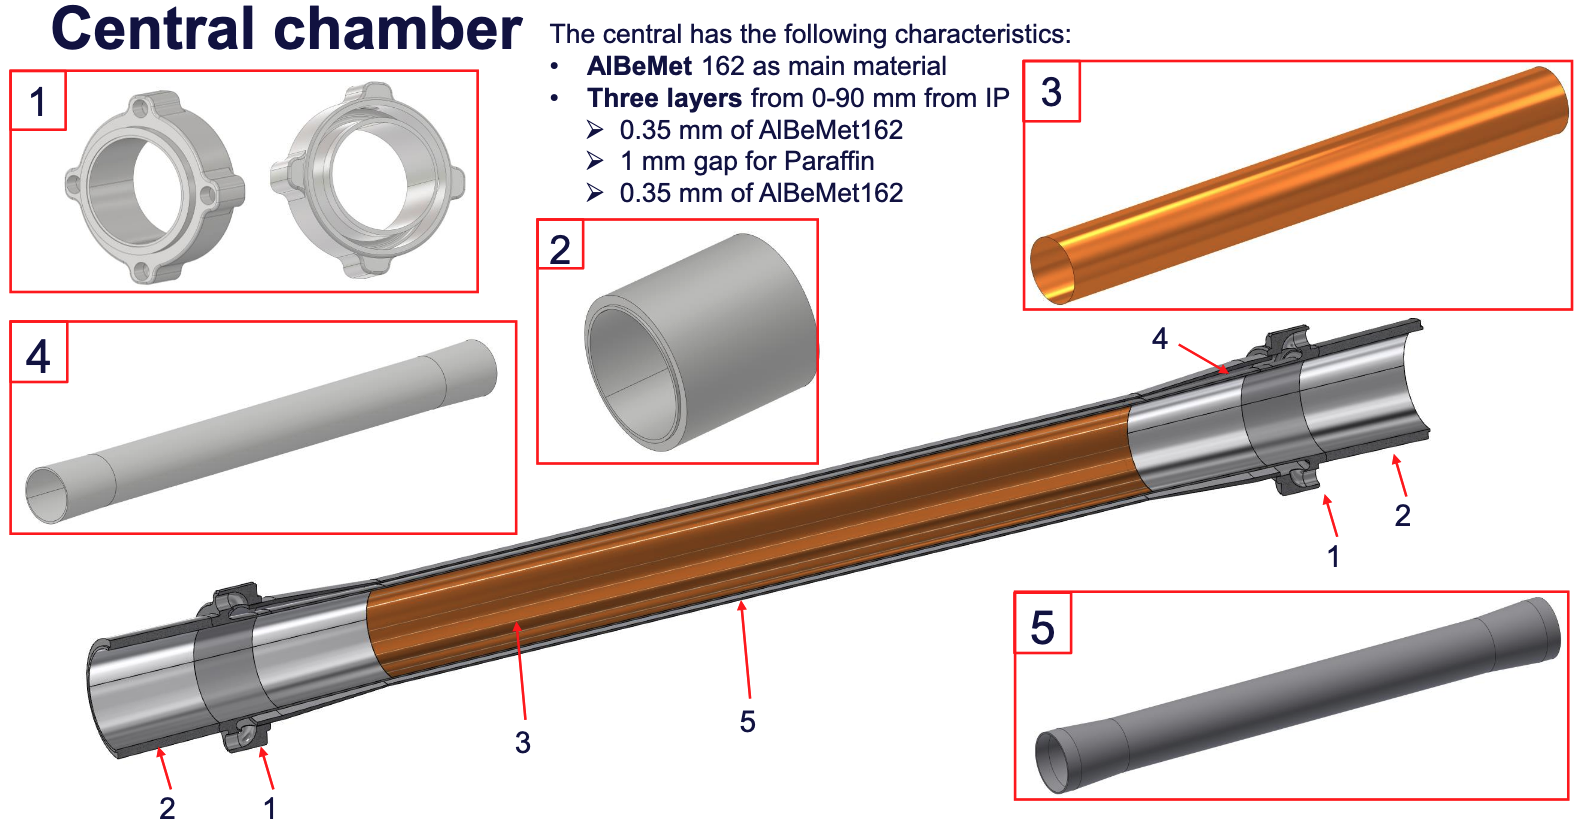 Central chamber
The central has the following characteristics:
• AlBeMet 162 as main material
• Three layers from 0-90 mm from IP
➢ 0.35 mm of AlBeMet162
➢ 1 mm gap for Paraffin
➢ 0.35 mm of AlBeMet162
1
2
3
4
5
4
2
1
5
3
2
1